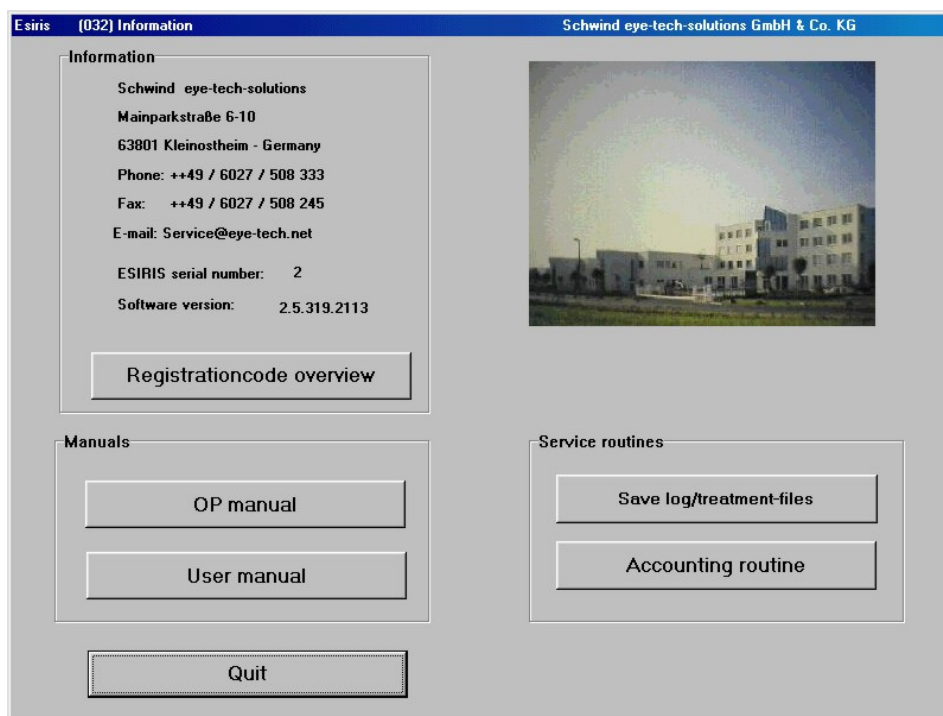 Esiris (032) Information Schwind eye-tech-solutions GmbH & Co. KG
Information
Schwind eye-tech-solutions
Mainparkstraße 6-10
63801 Kleinostheim - Germany
Phone: ++49 / 6027 / 508 333
Fax: ++49 / 6027 / 508 245
E-mail: Service@eye-tech.net
ESIRIS serial number: 2
Software version: 2.5.319.2113
Registrationcode overview
Manuals
OP manual
User manual
Service routines
Save log/treatment-files
Accounting routine
Quit